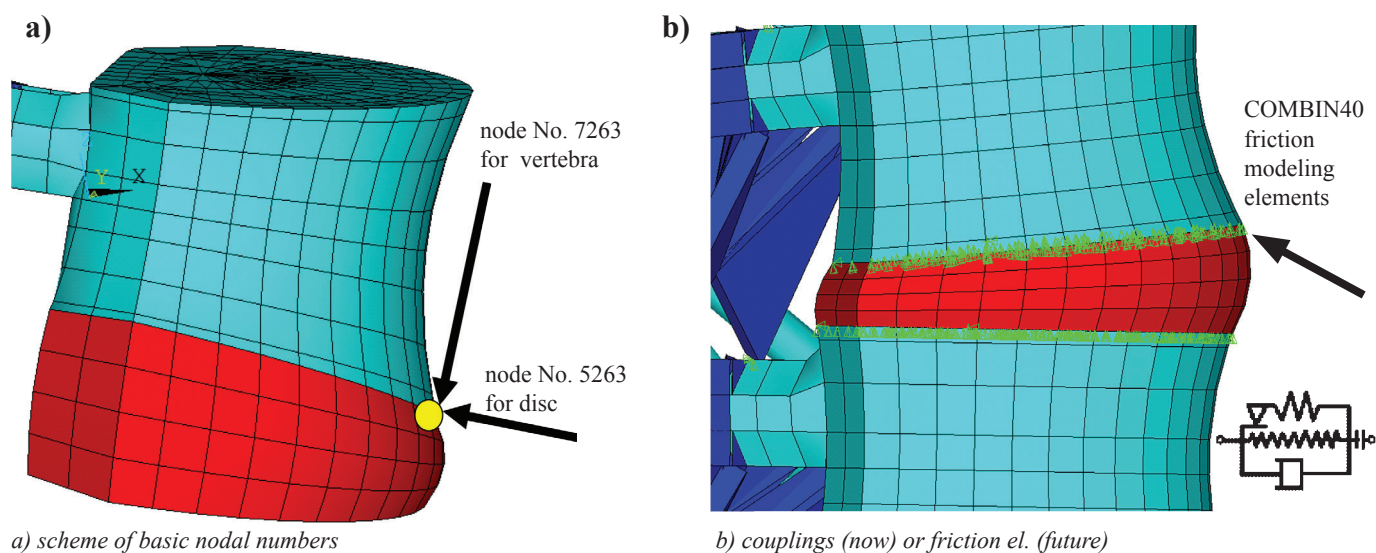 a)
node No. 7263
for vertebra
Y
X
node No. 5263
for disc
a) scheme of basic nodal numbers
b)
COMBIN40
friction
modeling
elements
b) couplings (now) or friction el. (future)